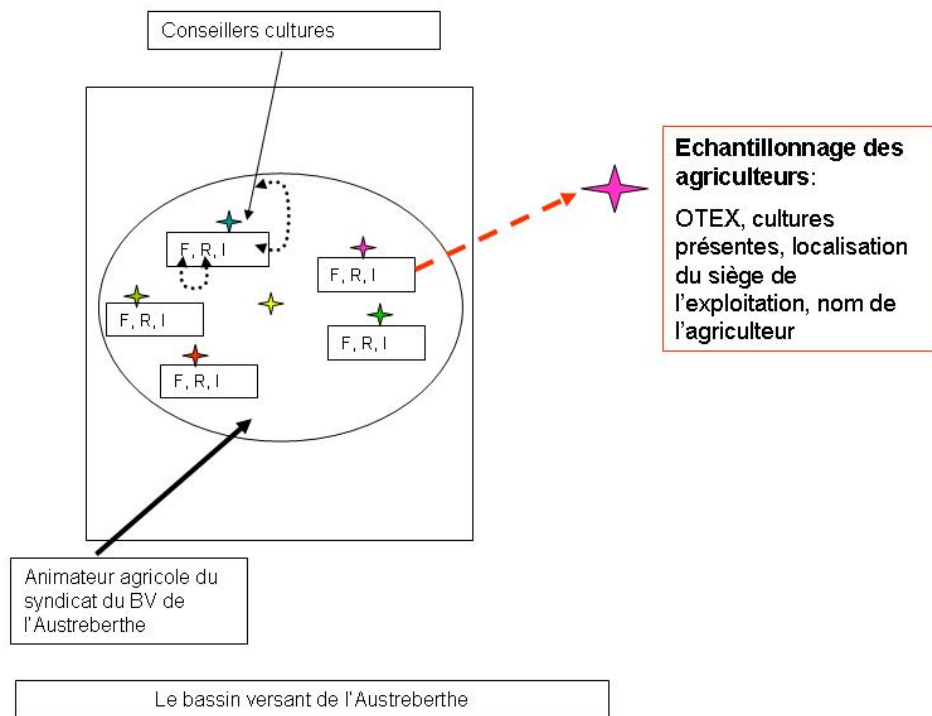 Conseillers cultures
Echantillonnage des
agriculteurs:
OTEX, cultures
présentes, localisation
du siège de
l'exploitation, nom de
l'agriculteur
F, R, I
F, R, I
F, R, I
F, R, I
F, R, I
Animateur agricole du
syndicat du BV de
l'Austreberthe
Le bassin versant de l'Austreberthe